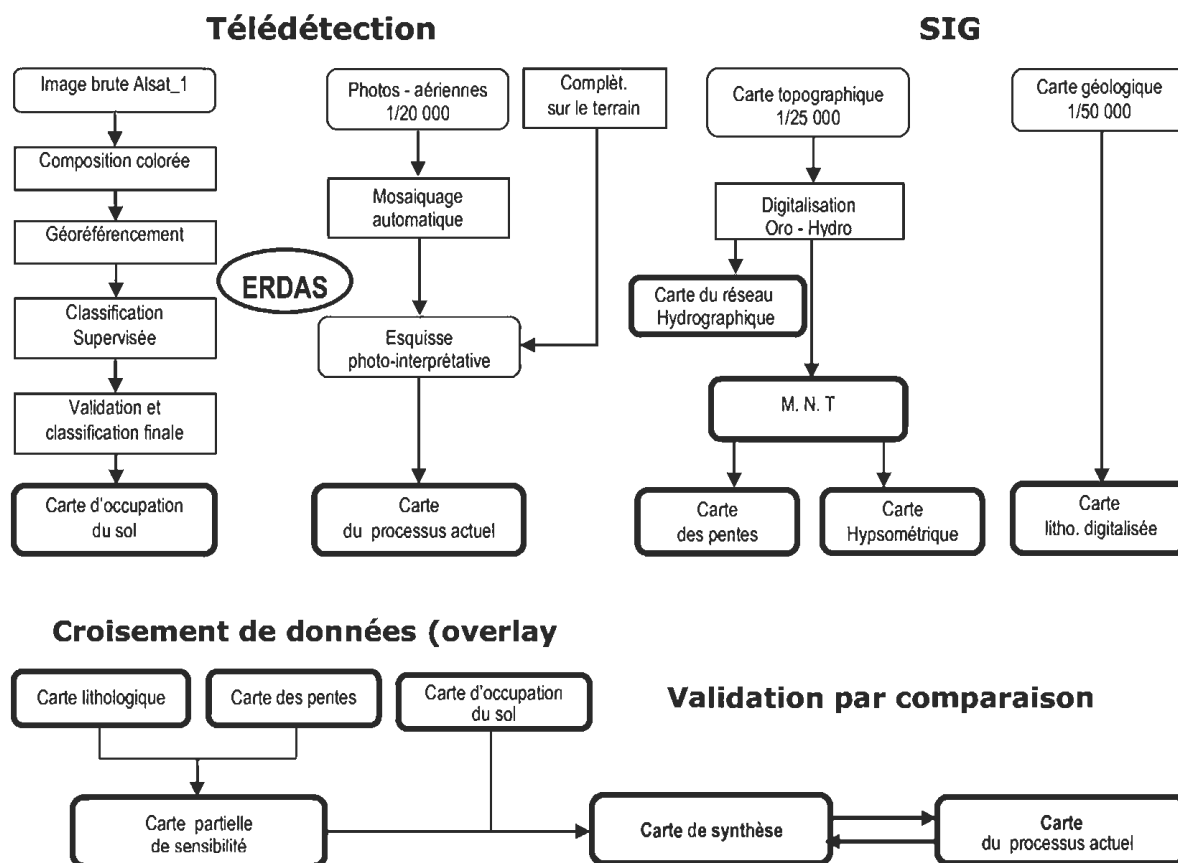 Télédétection
SIG
Image brute Alsat_1
Composition colorée
Géoréférencement
Classification
Supervisée
Validation et
classification finale
Carte d'occupation
du sol
ERDAS
Photos - aériennes
1/20 000
Mosaiquage
automatique
Esquisse
photo-interprétative
Carte
du processus actuel
Complèt.
sur le terrain
Carte topographique
1/25 000
Digitalisation
Oro - Hydro
Carte du réseau
Hydrographique
M. N. T
Carte
des pentes
Carte
Hypsométrique
Carte géologique
1/50 000
Carte
litho. digitalisée
Croisement de données (overlay
Carte lithologique
Carte des pentes
Carte d'occupation
du sol
Carte partielle
de sensibilité
Validation par comparaison
Carte de synthèse
Carte
du processus actuel